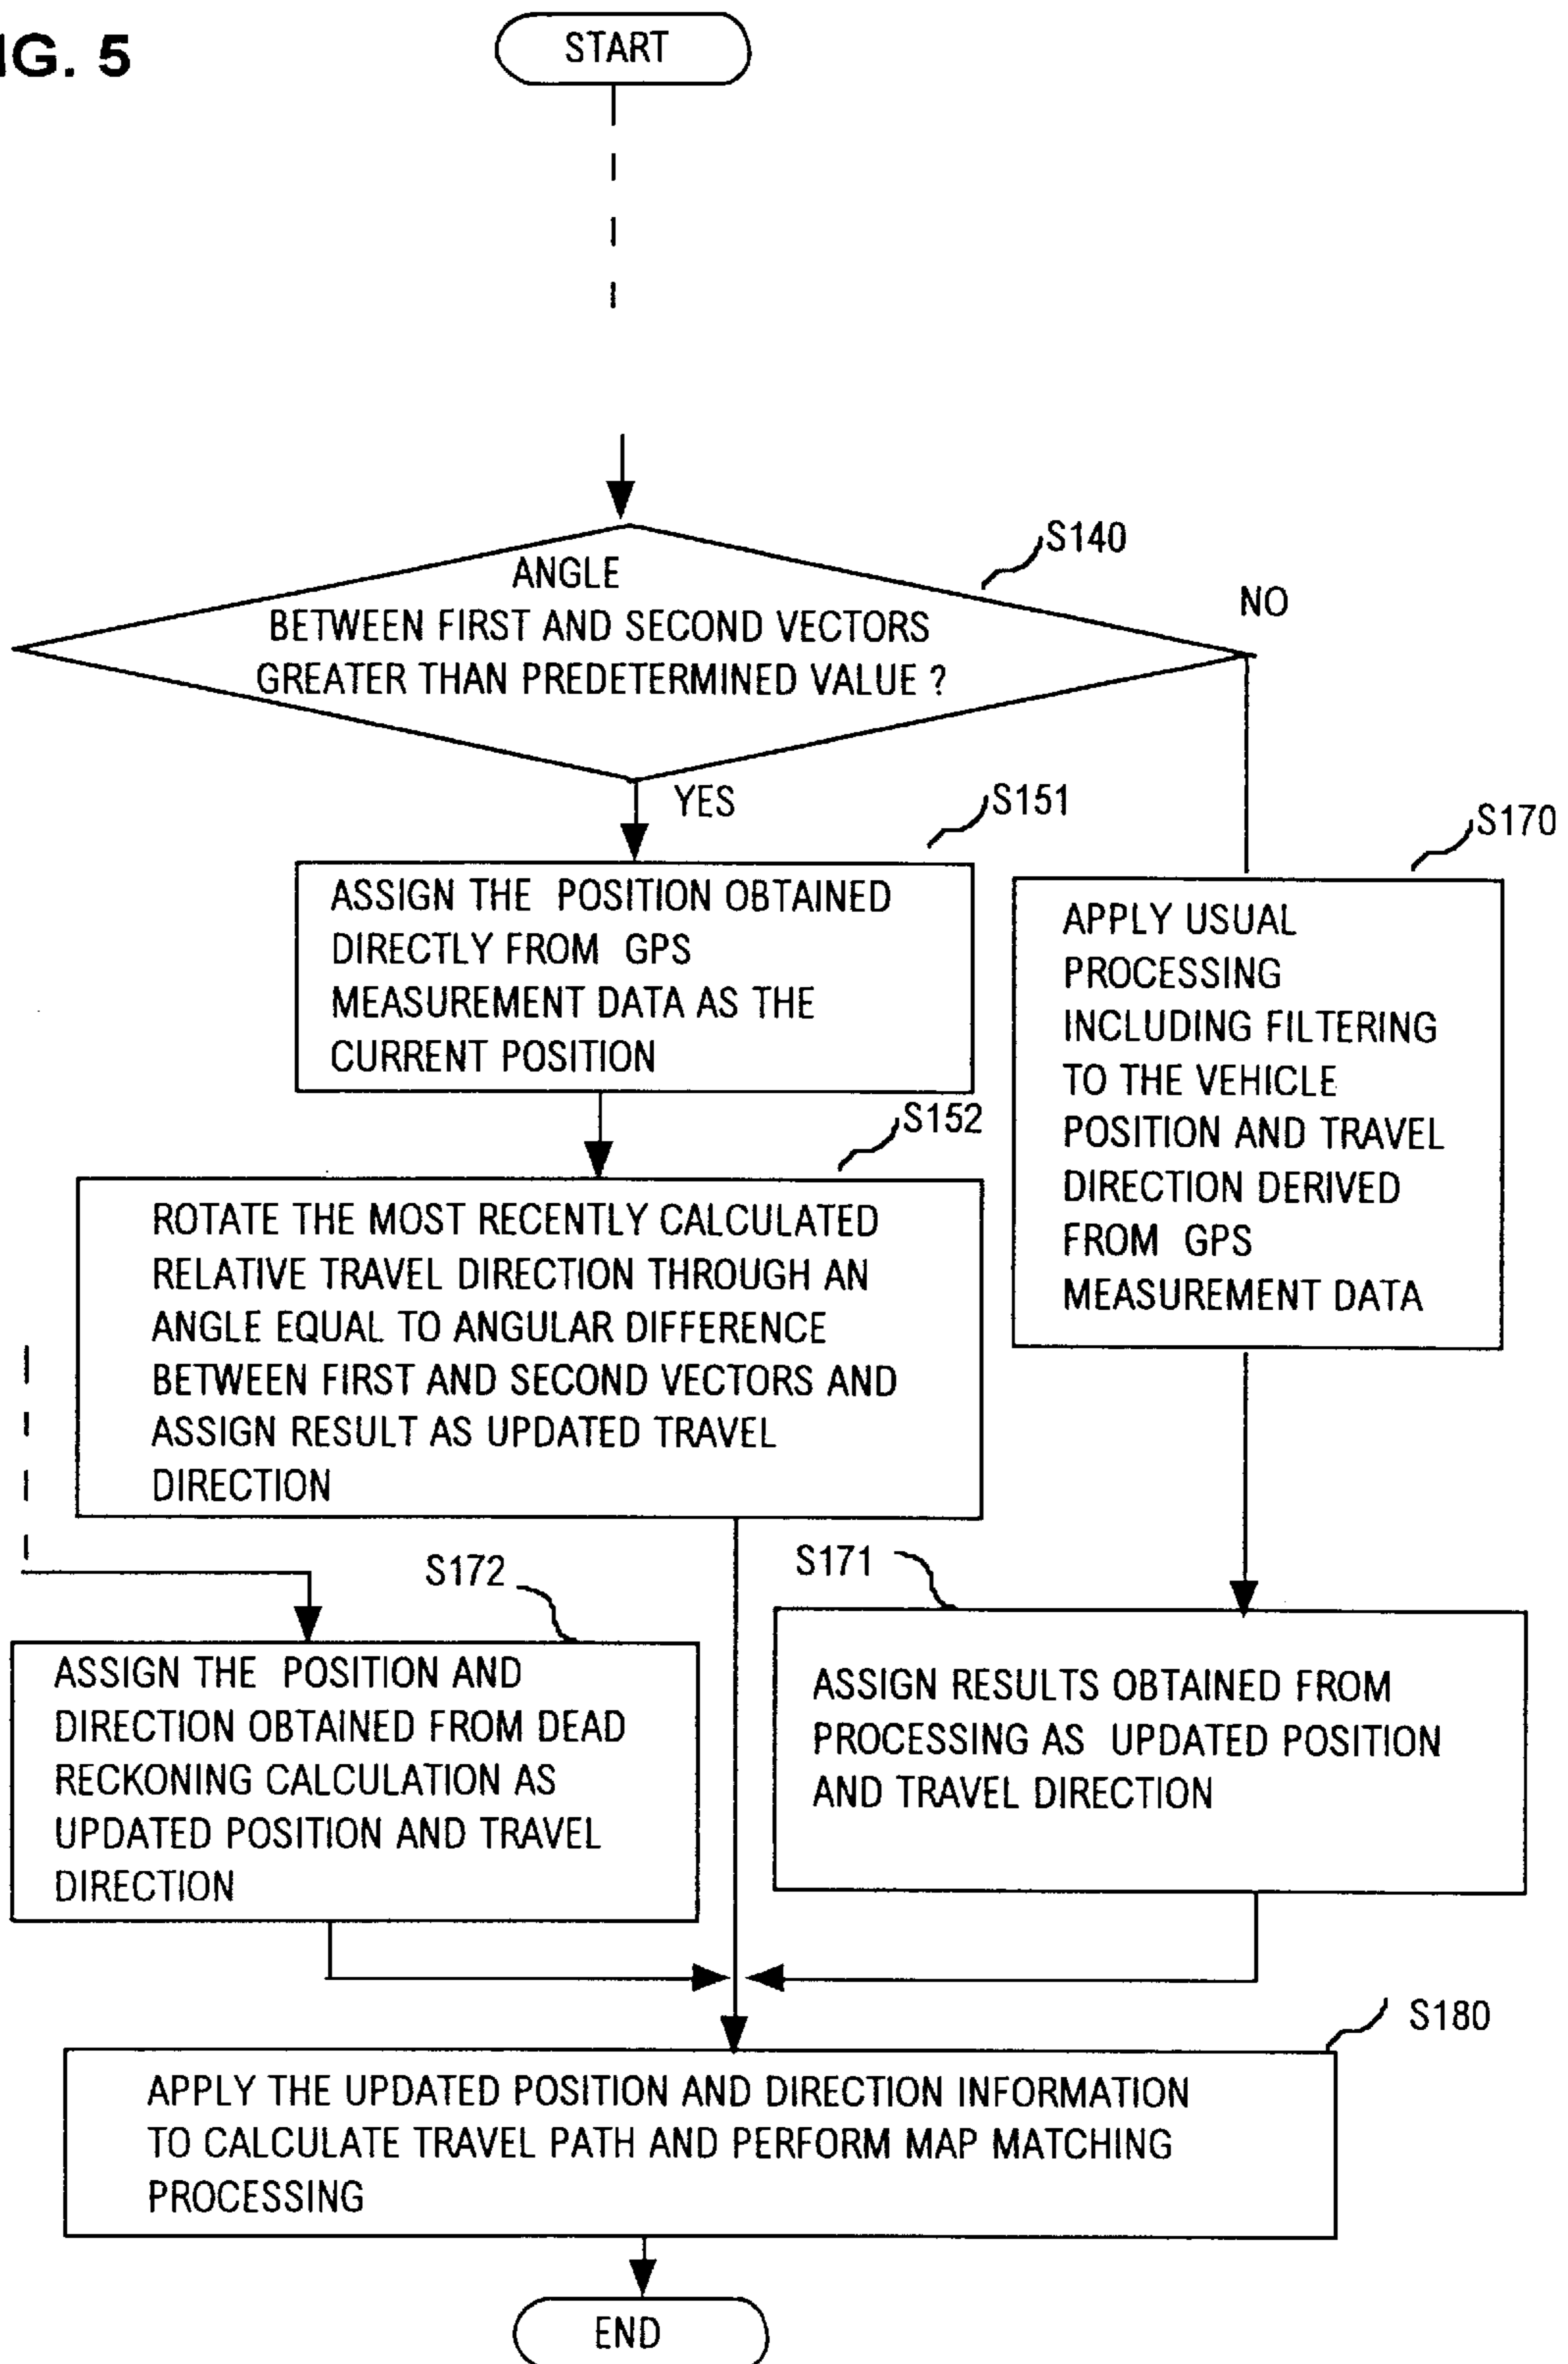 IG. 5
START
S140
ANGLE
BETWEEN FIRST AND SECOND VECTORS
GREATER THAN PREDETERMINED VALUE ?
NO
YES
S151
ASSIGN THE POSITION OBTAINED
DIRECTLY FROM GPS
MEASUREMENT DATA AS THE
CURRENT POSITION
S170
APPLY USUAL
PROCESSING
INCLUDING FILTERING
TO THE VEHICLE
POSITION AND TRAVEL
DIRECTION DERIVED
FROM GPS
MEASUREMENT DATA
S152
ROTATE THE MOST RECENTLY CALCULATED
RELATIVE TRAVEL DIRECTION THROUGH AN
ANGLE EQUAL TO ANGULAR DIFFERENCE
BETWEEN FIRST AND SECOND VECTORS AND
ASSIGN RESULT AS UPDATED TRAVEL
DIRECTION
S172
ASSIGN THE POSITION AND
DIRECTION OBTAINED FROM DEAD
RECKONING CALCULATION AS
UPDATED POSITION AND TRAVEL
DIRECTION
S171
ASSIGN RESULTS OBTAINED FROM
PROCESSING AS UPDATED POSITION
AND TRAVEL DIRECTION
S180
APPLY THE UPDATED POSITION AND DIRECTION INFORMATION
TO CALCULATE TRAVEL PATH AND PERFORM MAP MATCHING
PROCESSING
END